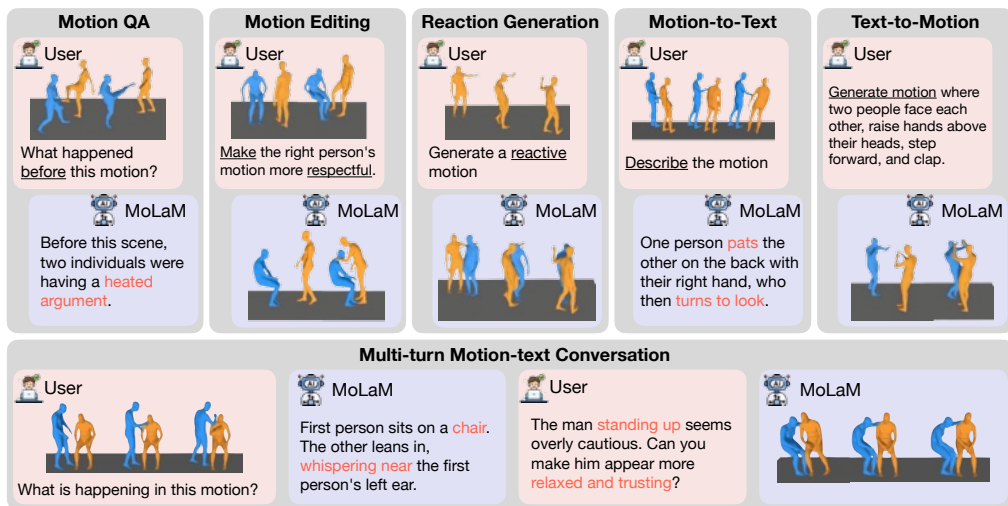 Motion QA
User
What happened
before this motion?
MoLaM
Before this scene,
two individuals were
having a heated
argument.
Motion Editing
User
Make the right person's
motion more respectful.
MoLaM
Reaction Generation
User
Generate a reactive
motion
MoLaM
Motion-to-Text
User
Describe the motion
MoLaM
One person pats the
other on the back with
their right hand, who
then turns to look.
Text-to-Motion
User
Generate motion where
two people face each
other, raise hands above
their heads, step
forward, and clap.
MoLaM
Multi-turn Motion-text Conversation
User
What is happening in this motion?
MoLaM
First person sits on a chair.
The other leans in,
whispering near the first
person's left ear.
User
The man standing up seems
overly cautious. Can you
make him appear more
relaxed and trusting?
MoLaM